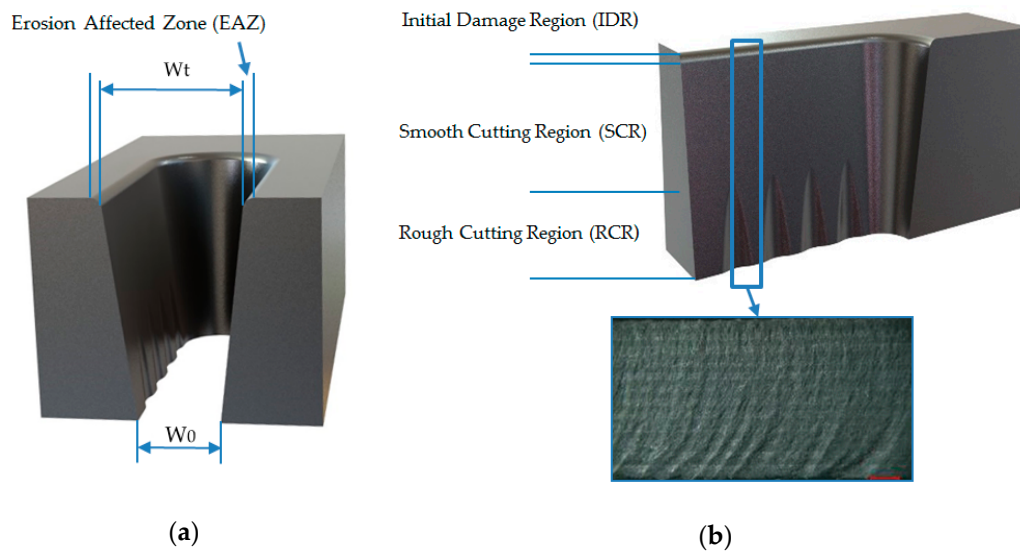 Erosion Affected Zone (EAZ)
Wt
W0
(a)
Initial Damage Region (IDR)
Smooth Cutting Region (SCR)
Rough Cutting Region (RCR)
(b)